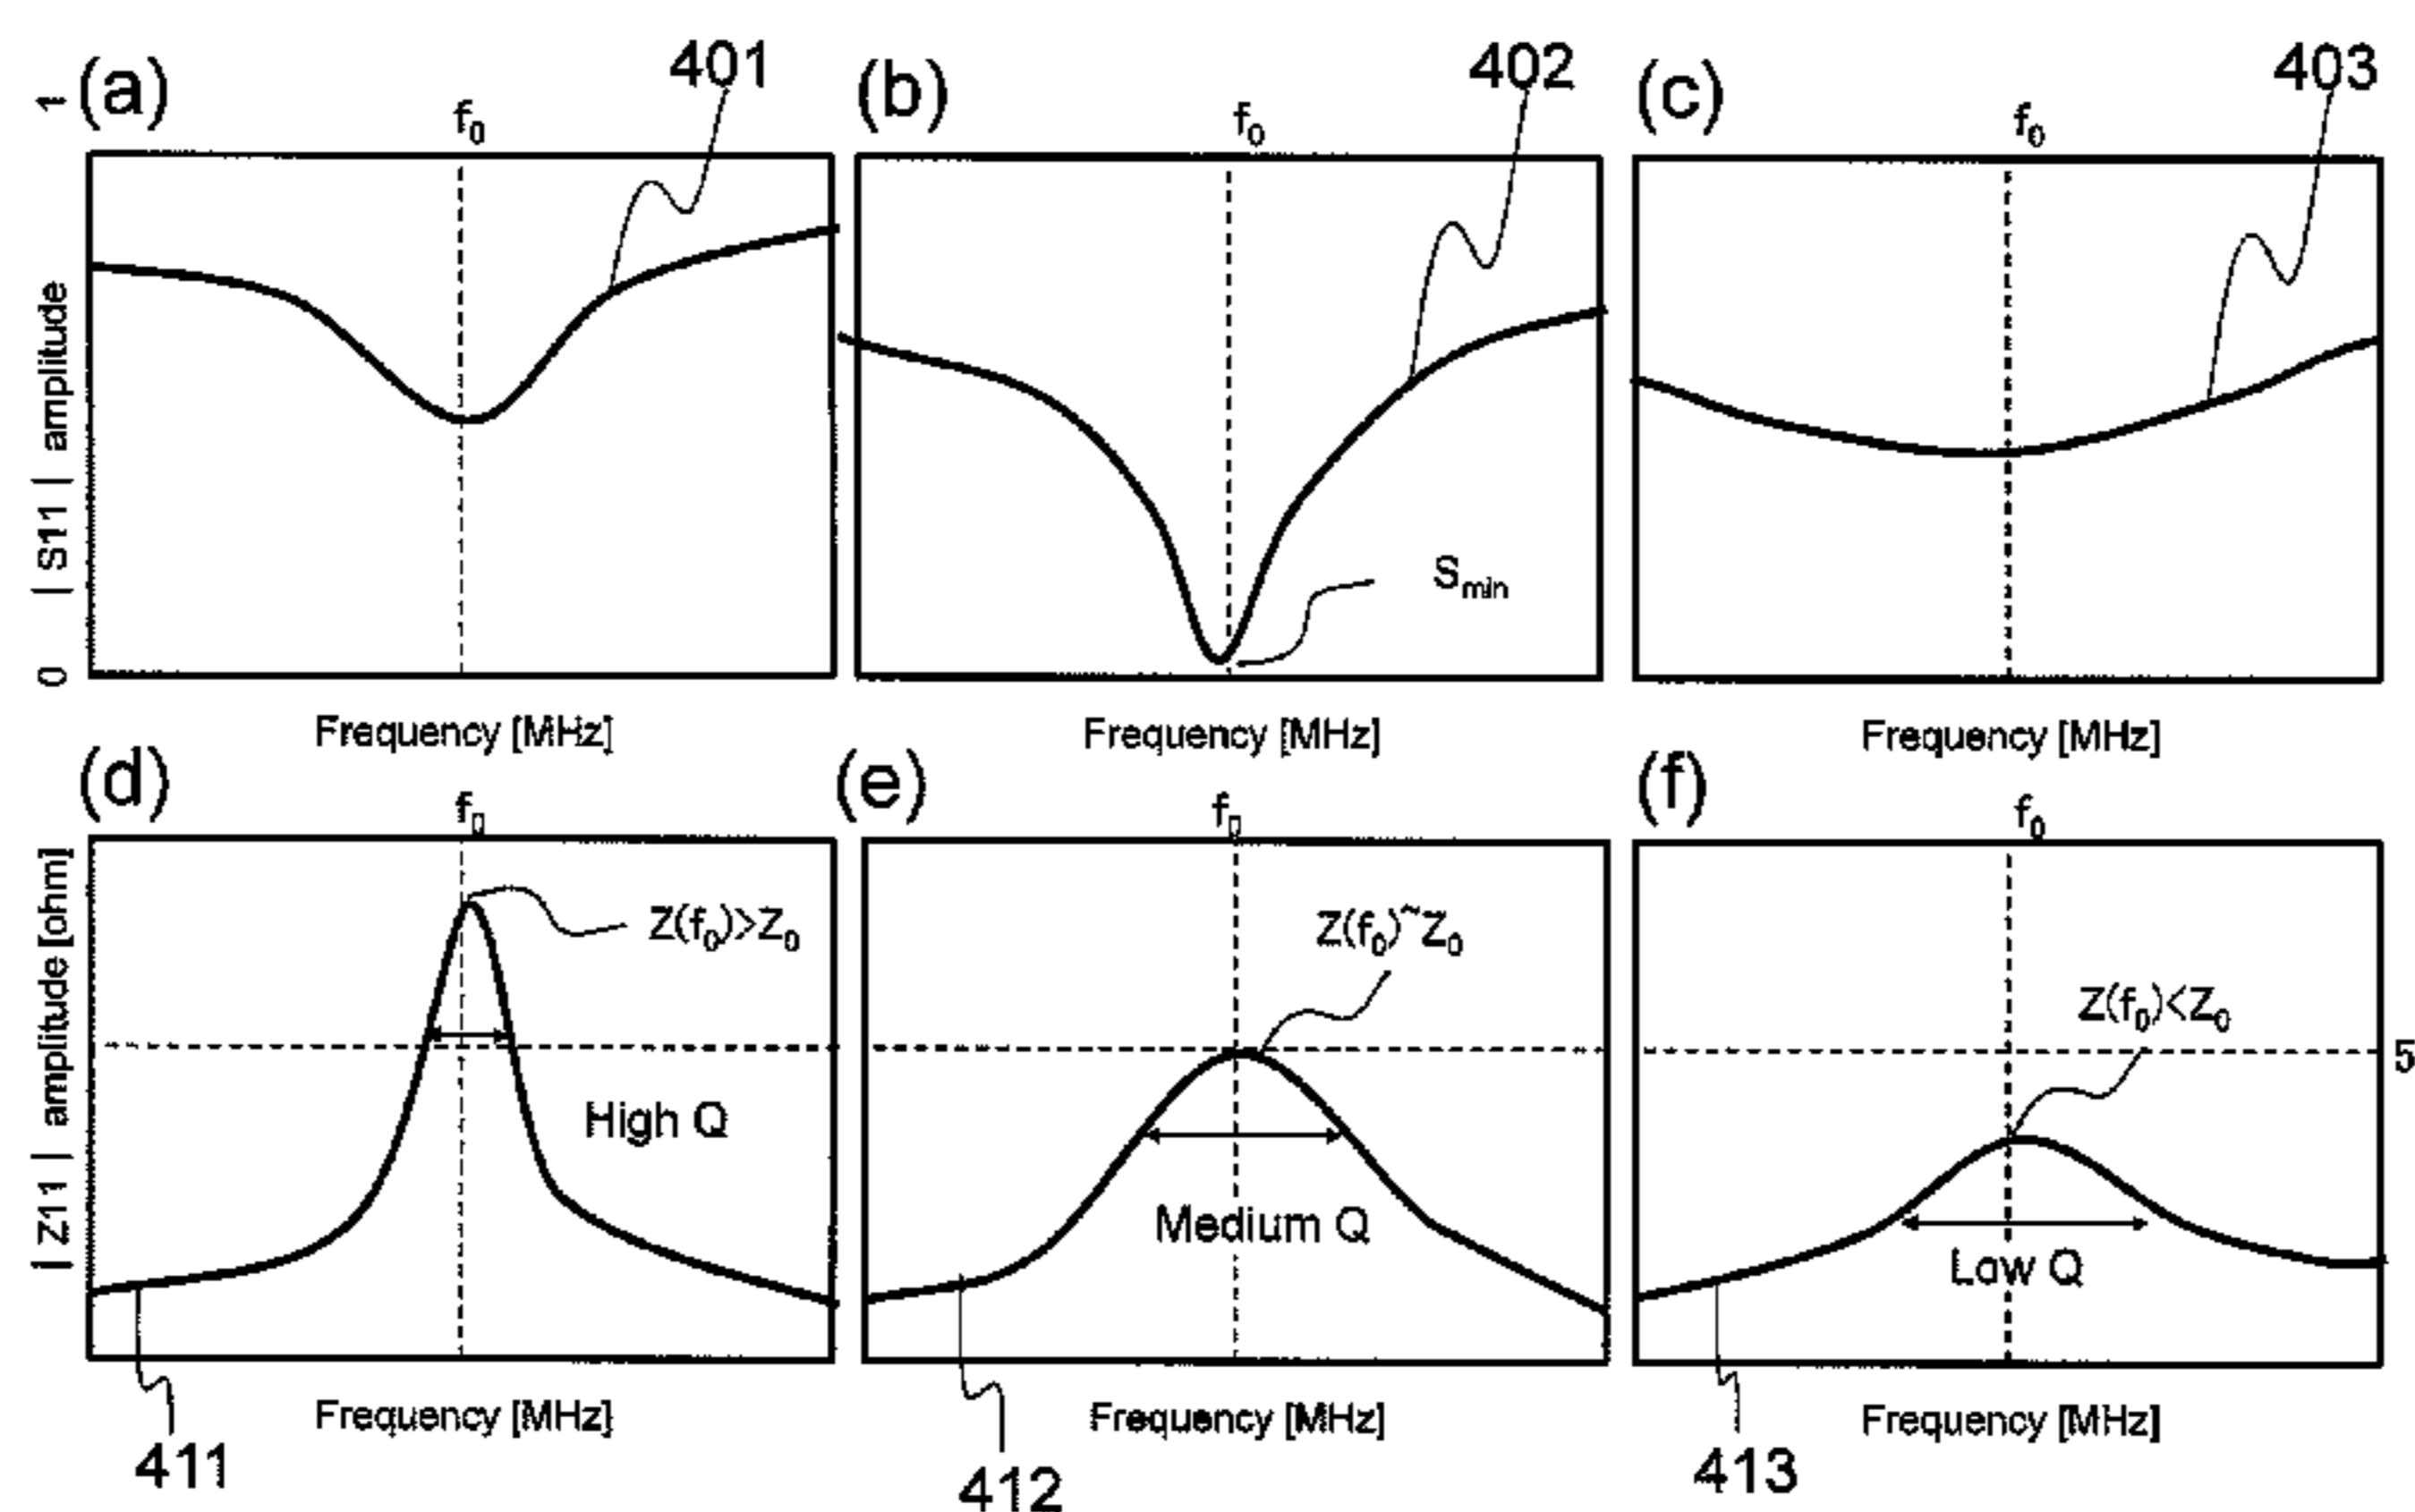 (a)
401
(b)
402
(c)
403
1
f₀
f₀
f₀
| S11 | amplitude
0
Smin
Frequency [MHz]
Frequency [MHz]
Frequency [MHz]
(d)
(e)
(f)
f₀
f₀
f₀
| Z11 | amplitude [ohm]
Z(f₀)>Z₀
Z(f₀)~Z₀
Z(f₀)<Z₀
5
High Q
Medium Q
Low Q
Frequency [MHz]
Frequency [MHz]
Frequency [MHz]
411
412
413